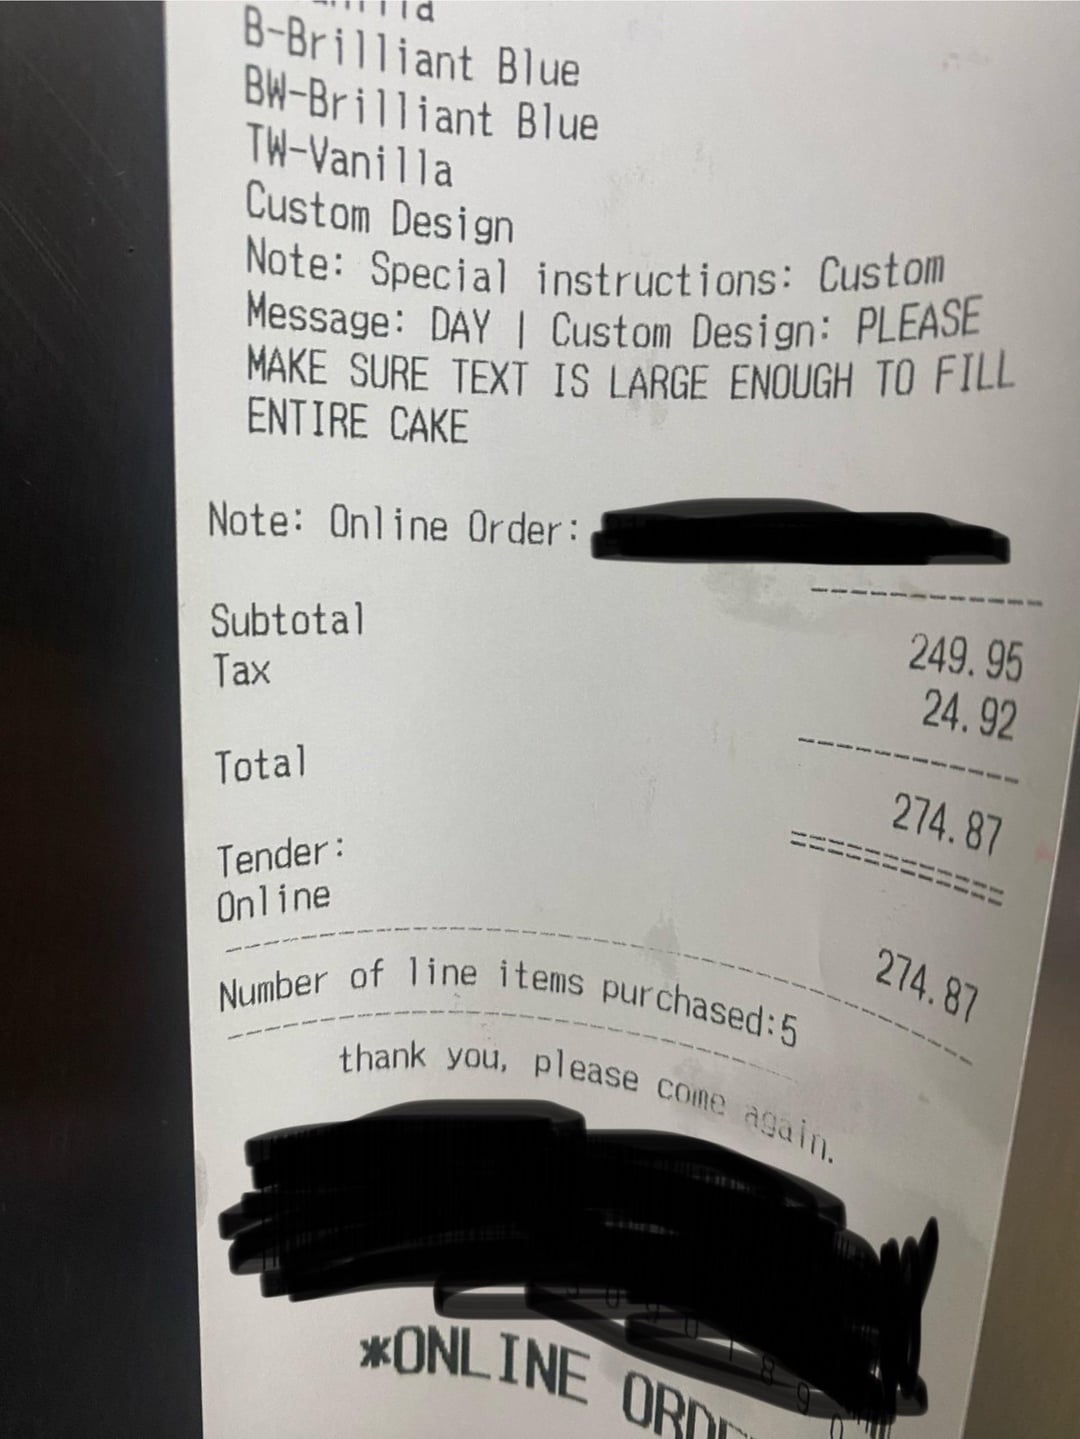 B-Brilliant Blue
BW-Brilliant Blue
TW-Vanilla
Custom Design
Note: Special instructions: Custom
Message: DAY | Custom Design: PLEASE
MAKE SURE TEXT IS LARGE ENOUGH TO FILL
ENTIRE CAKE
Note: Online Order:
Subtotal 249.95
Tax 24.92
Total 274.87
Tender:
Online 274.87
Number of line items purchased:5
thank you, please come again.
*ONLINE